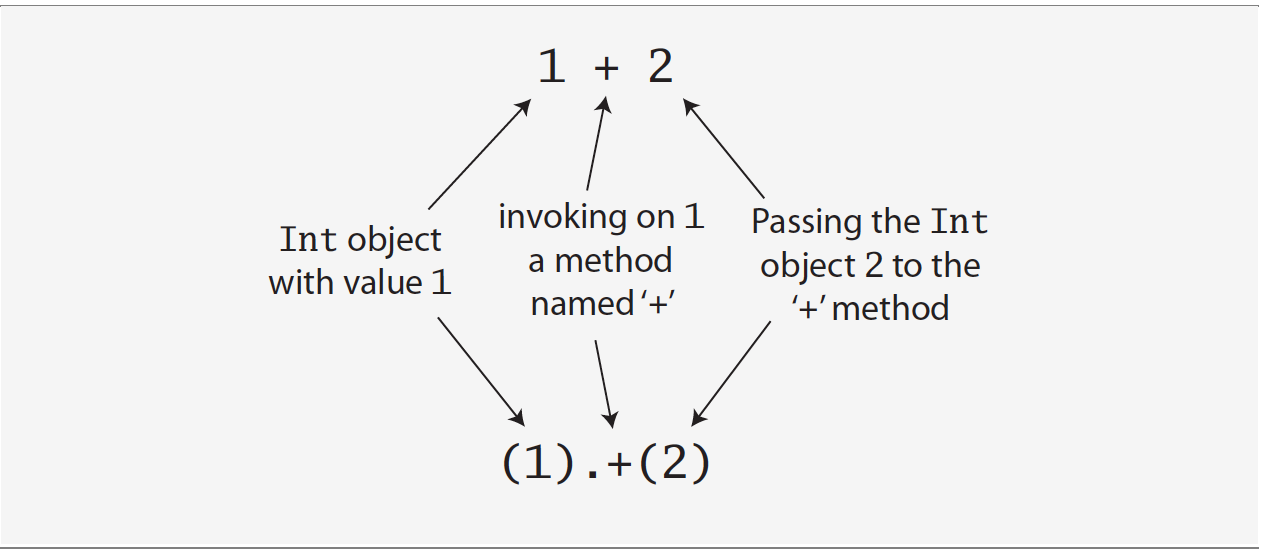 1 + 2
Int object
with value 1
invoking on 1
a method
named ‘+’
Passing the Int
object 2 to the
‘+’ method
(1).+(2)